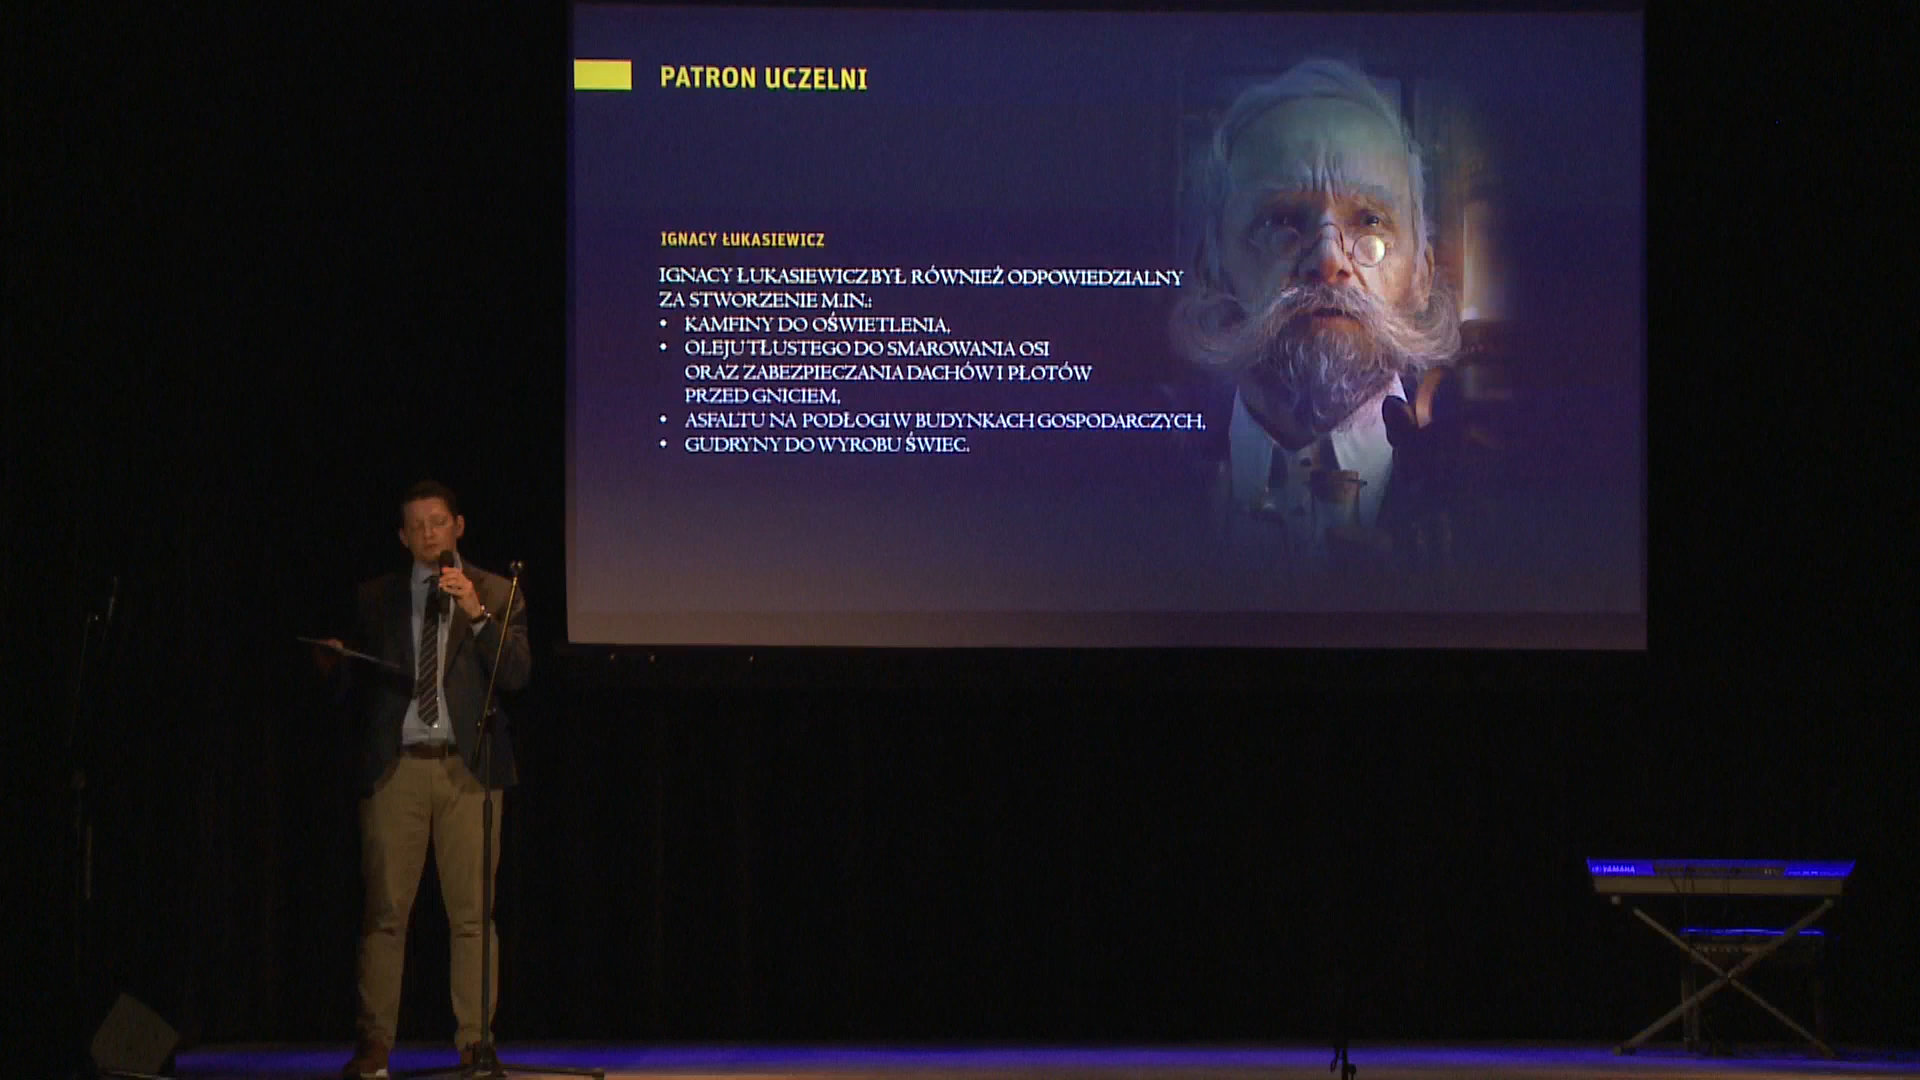 PATRON UCZELNI
IGNACY ŁUKASIEWICZ
IGNACY ŁUKASIEWICZ BYŁ RÓWNIEŻ ODPOWIEDZIALNY
ZA STWORZENIE M.IN.:
• KAMFINY DO OŚWIETLENIA,
• OLEJU TŁUSTEGO DO SMAROWANIA OSI
ORAZ ZABEZPIECZANIA DACHÓW I PŁOTÓW
PRZED GNICIEM,
• ASFALTU NA PODŁOGI W BUDYNKACH GOSPODARCZYCH,
• GUDRYNY DO WYROBU ŚWIEC.
YAMAHA